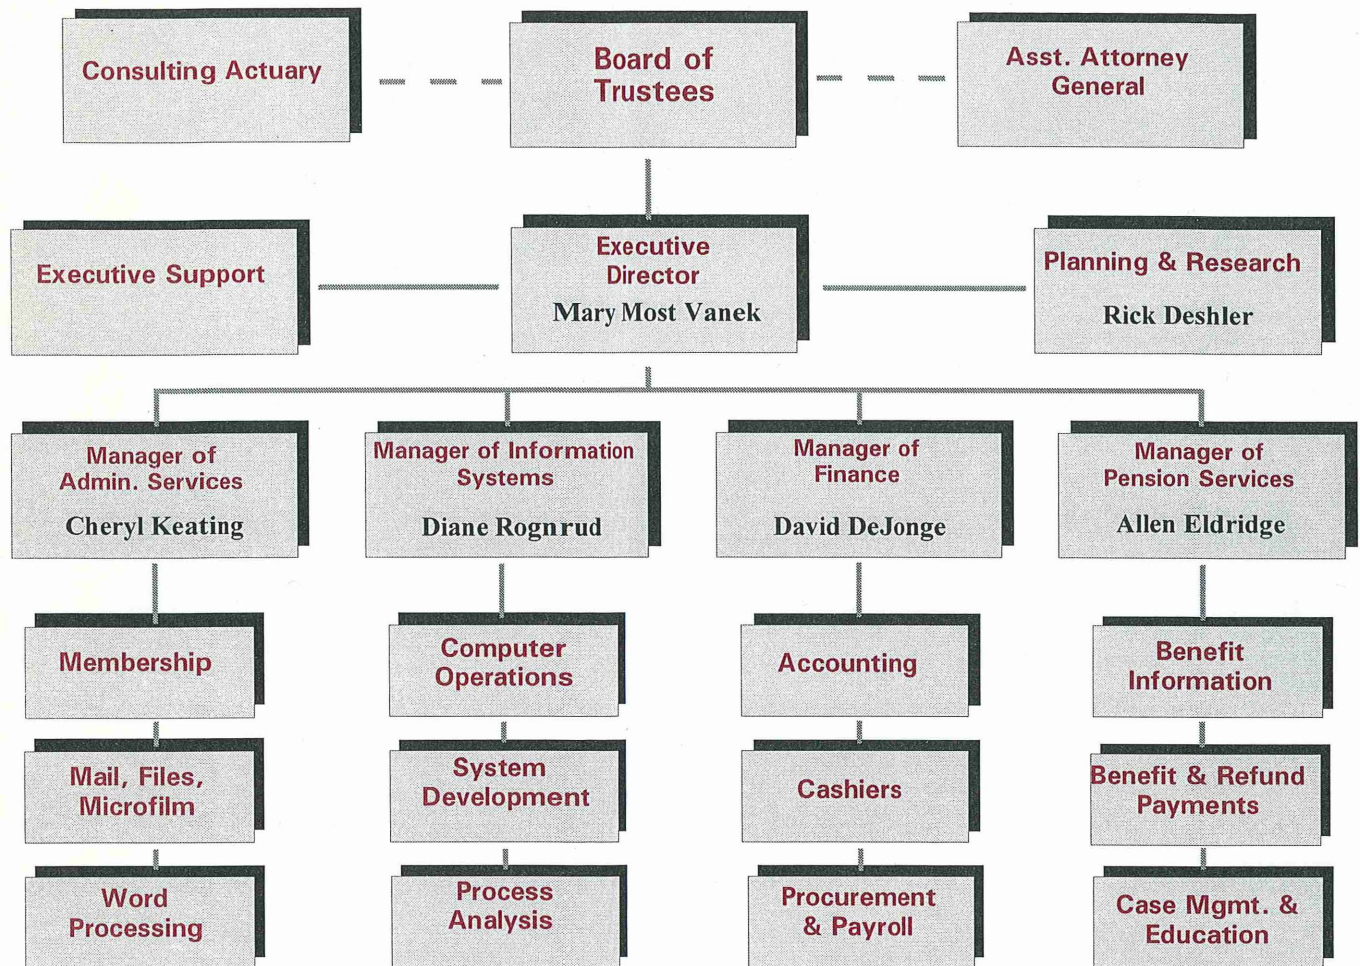 Consulting Actuary
Board of
Trustees
Asst. Attorney
General
Executive Support
Executive
Director
Mary Most Vanek
Planning & Research
Rick Deshler
Manager of
Admin. Services
Cheryl Keating
Manager of Information
Systems
Diane Rognrud
Manager of
Finance
David DeJonge
Manager of
Pension Services
Allen Eldridge
Membership
Computer
Operations
Accounting
Benefit
Information
Mail, Files,
Microfilm
System
Development
Cashiers
Benefit & Refund
Payments
Word
Processing
Process
Analysis
Procurement
& Payroll
Case Mgmt. &
Education